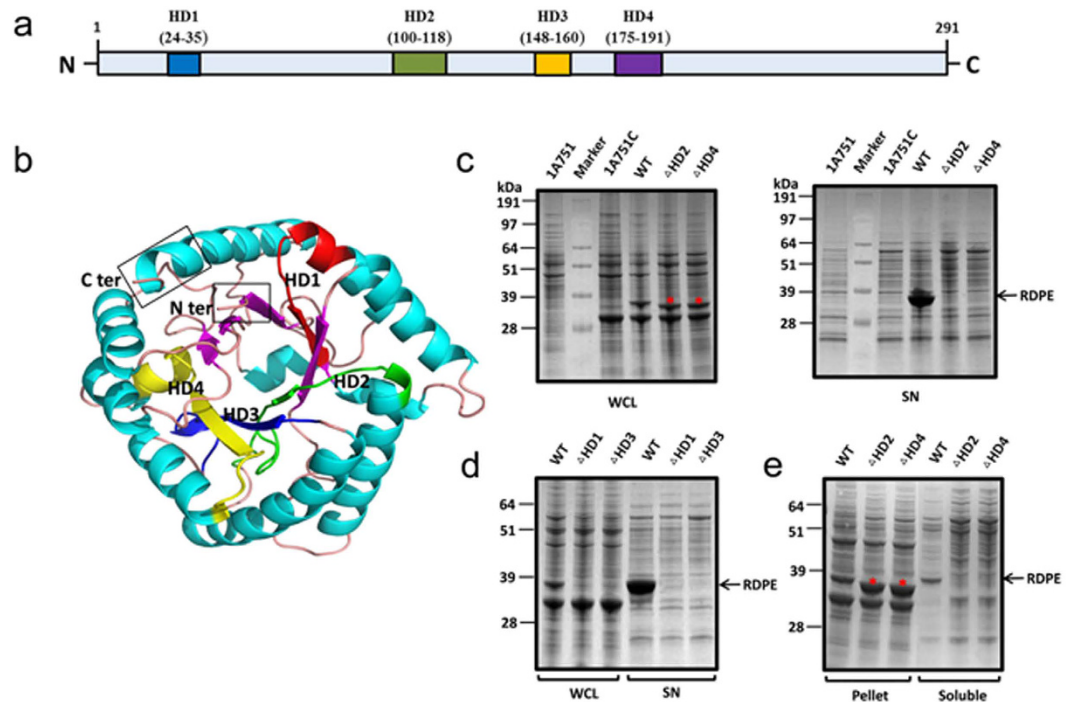 a
HD1 HD2 HD3 HD4
1 (24-35) (100-118) (148-160) (175-191) 291
N C
b
C ter
N ter
HD1
HD2
HD4
HD3
c
1A751 Marker 1A751C WT △HD2 △HD4
kDa
191
97
64
51
39
28
WCL
1A751 Marker 1A751C WT △HD2 △HD4
kDa
191
97
64
51
39
28
RDPE
SN
d
WT △HD1 △HD3 WT △HD1 △HD3
64
51
39
28
RDPE
WCL SN
e
WT △HD2 △HD4 WT △HD2 △HD4
64
51
39
28
RDPE
Pellet Soluble